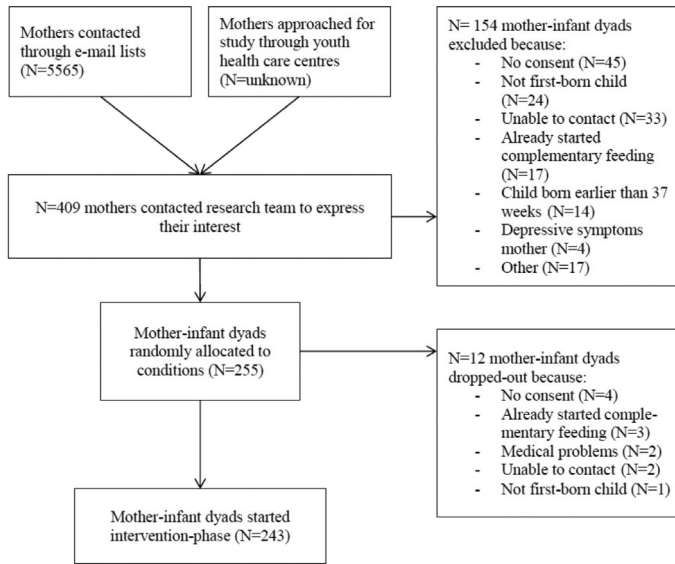 Mothers contacted
through e-mail lists
(N=5565)
Mothers approached for
study through youth
health care centres
(N=unknown)
N= 154 mother-infant dyads
excluded because:
- No consent (N=45)
- Not first-born child
(N=24)
- Unable to contact (N=33)
- Already started
complementary feeding
(N=17)
- Child born earlier than 37
weeks (N=14)
- Depressive symptoms
mother (N=4)
- Other (N=17)
N=409 mothers contacted research team to express
their interest
Mother-infant dyads
randomly allocated to
conditions (N=255)
N=12 mother-infant dyads
dropped-out because:
- No consent (N=4)
- Already started comple-
mentary feeding (N=3)
- Medical problems (N=2)
- Unable to contact (N=2)
- Not first-born child (N=1)
Mother-infant dyads started
intervention-phase (N=243)